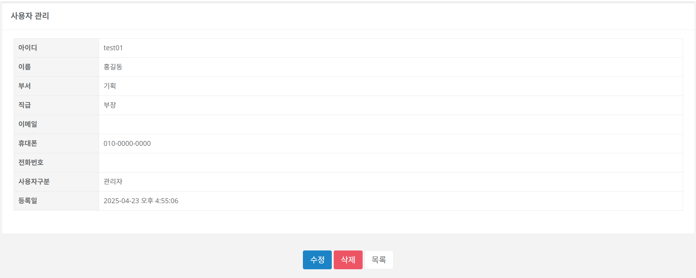 사용자 관리
아이디 test01
이름 홍길동
부서 기획
직급 부장
이메일
휴대폰 010-0000-0000
전화번호
사용자구분 관리자
등록일 2025-04-23 오후 4:55:06
수정 삭제 목록